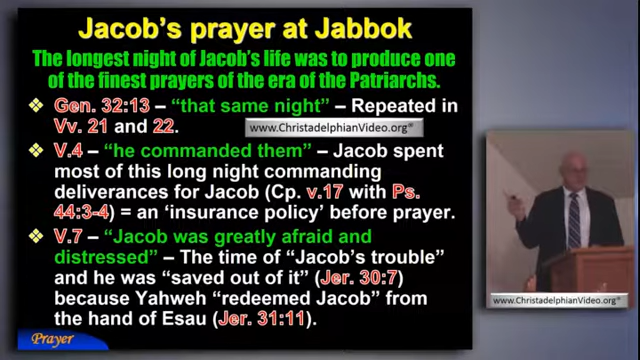 Jacob's prayer at Jabbok
The longest night of Jacob's life was to produce one
of the finest prayers of the era of the Patriarchs.
❖ Gen. 32:13 – "that same night" – Repeated in
Vv. 21 and 22.
www.ChristadelphianVideo.org®
❖ V.4 – "he commanded them" – Jacob spent
most of this long night commanding
deliverances for Jacob (Cp. v.17 with Ps.
44:3-4) = an 'insurance policy' before prayer.
❖ V.7 – "Jacob was greatly afraid and
distressed" – The time of "Jacob's trouble"
and he was "saved out of it" (Jer. 30:7)
because Yahweh "redeemed Jacob" from
the hand of Esau (Jer. 31:11).
Prayer
www.ChristadelphianVideo.org®